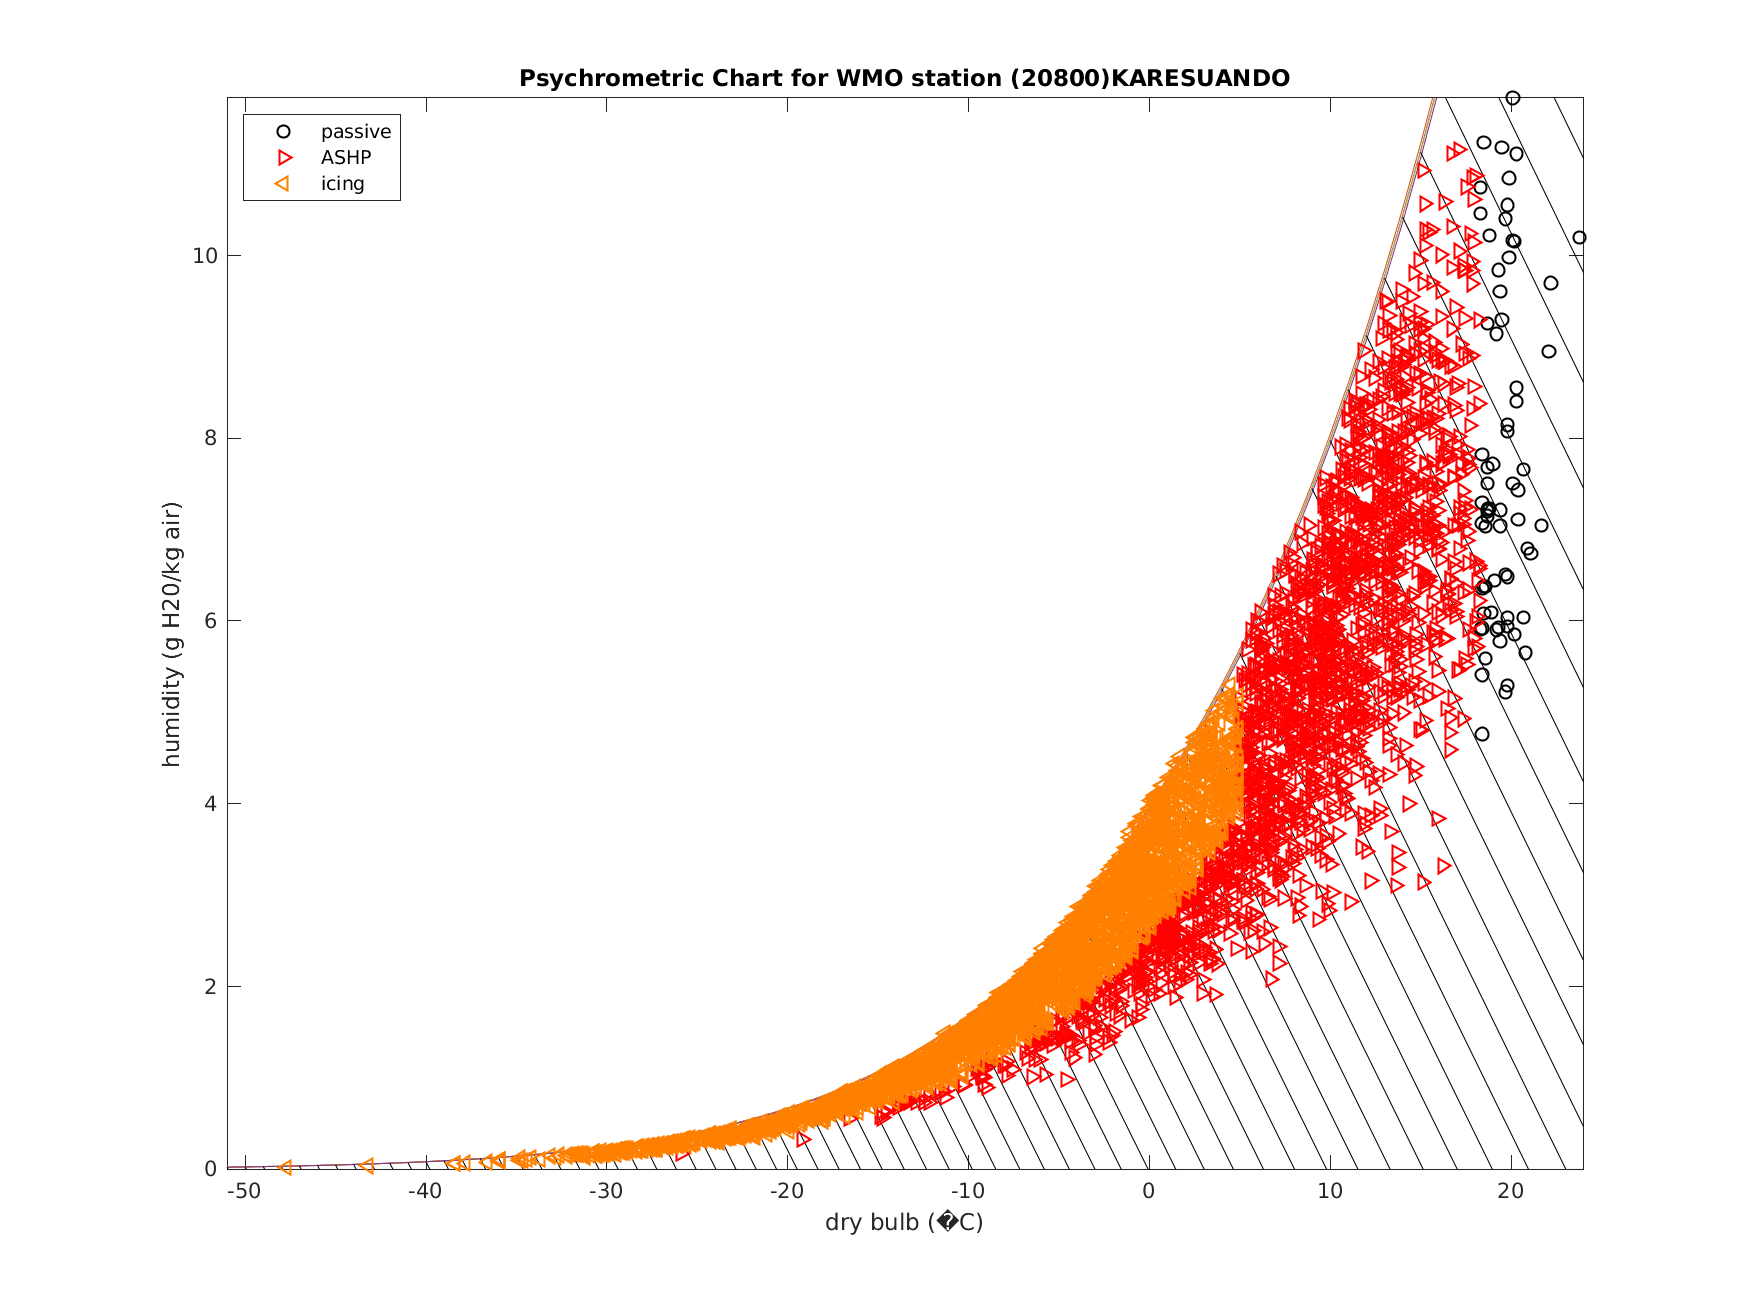 Psychrometric Chart for WMO station (20800)KARESUANDO
passive
ASHP
icing
humidity (g H20/kg air)
10
8
6
4
2
0
-50 -40 -30 -20 -10 0 10 20
dry bulb (�C)